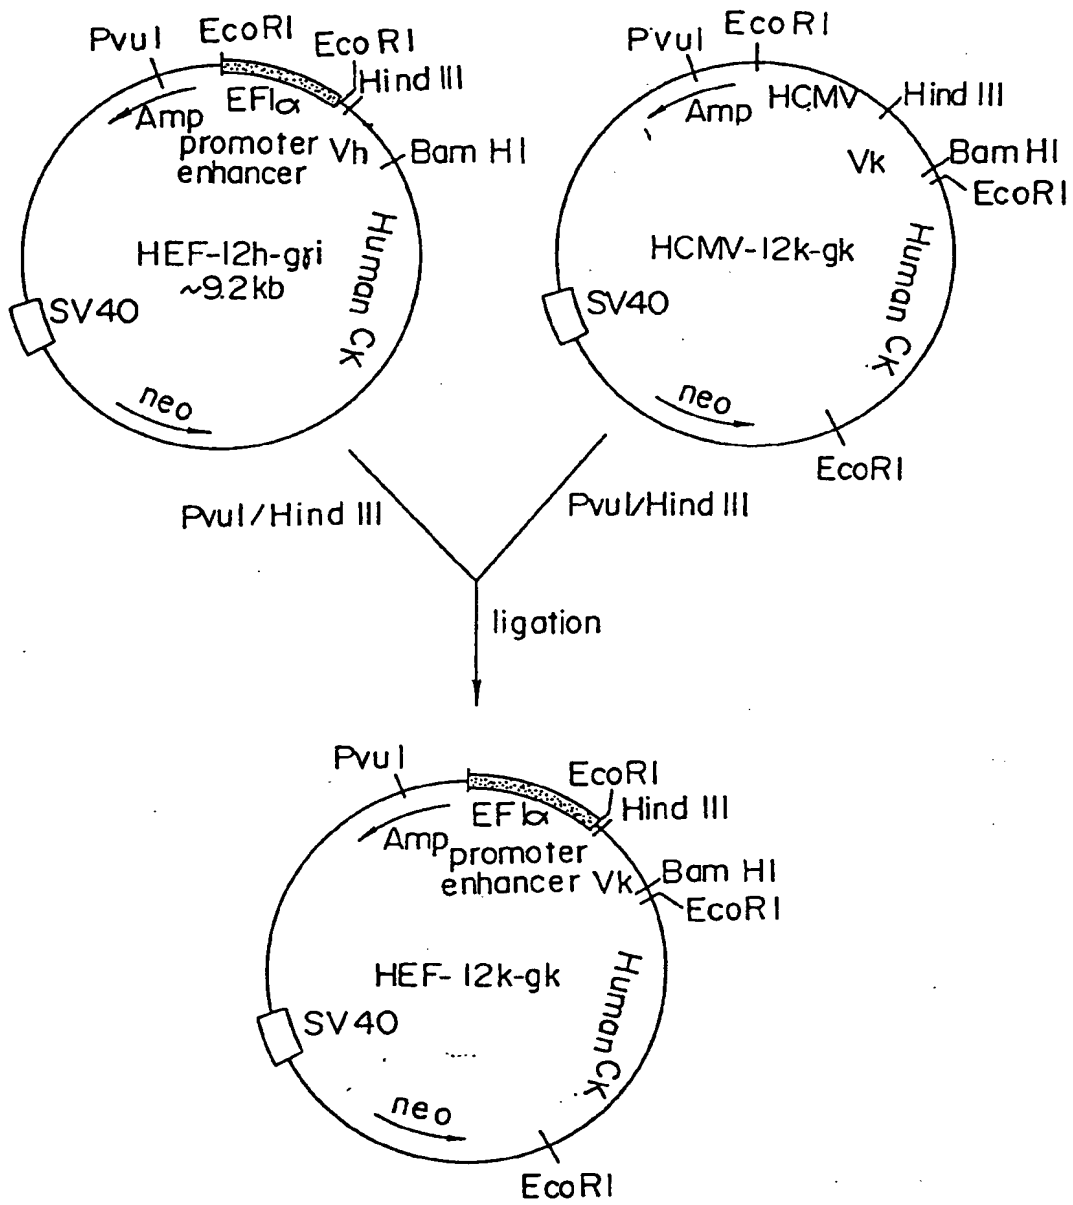 PvuI
EcoRI
EcoRI
Hind III
Amp
EF1α
promoter
enhancer
Vh
Bam HI
HEF-12h-gγi
~9.2kb
Human Cκ
SV40
neo
PvuI
EcoRI
HCMV
Hind III
Amp
Vk
Bam HI
EcoRI
HCMV-12k-gk
Human Cκ
SV40
neo
EcoRI
PvuI/Hind III
PvuI/Hind III
ligation
PvuI
EcoRI
Hind III
Amp
EF1α
promoter
enhancer
Vk
Bam HI
EcoRI
HEF-12k-gk
Human Cκ
SV40
neo
EcoRI